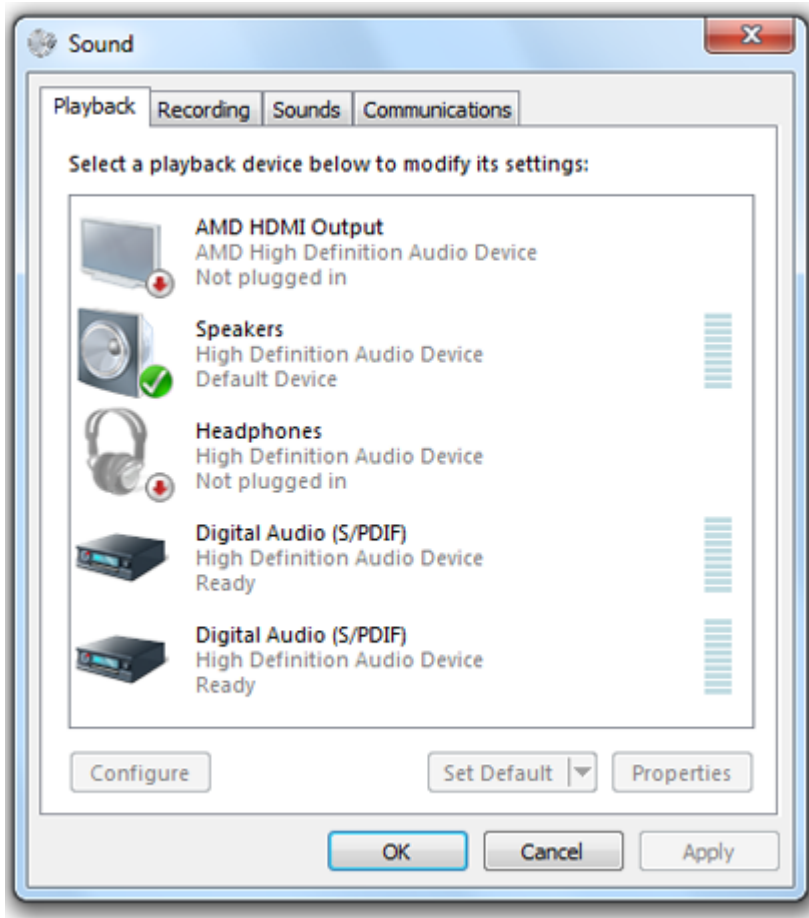 Sound
Playback Recording Sounds Communications
Select a playback device below to modify its settings:
AMD HDMI Output
AMD High Definition Audio Device
Not plugged in
Speakers
High Definition Audio Device
Default Device
Headphones
High Definition Audio Device
Not plugged in
Digital Audio (S/PDIF)
High Definition Audio Device
Ready
Digital Audio (S/PDIF)
High Definition Audio Device
Ready
Configure Set Default Properties
OK Cancel Apply